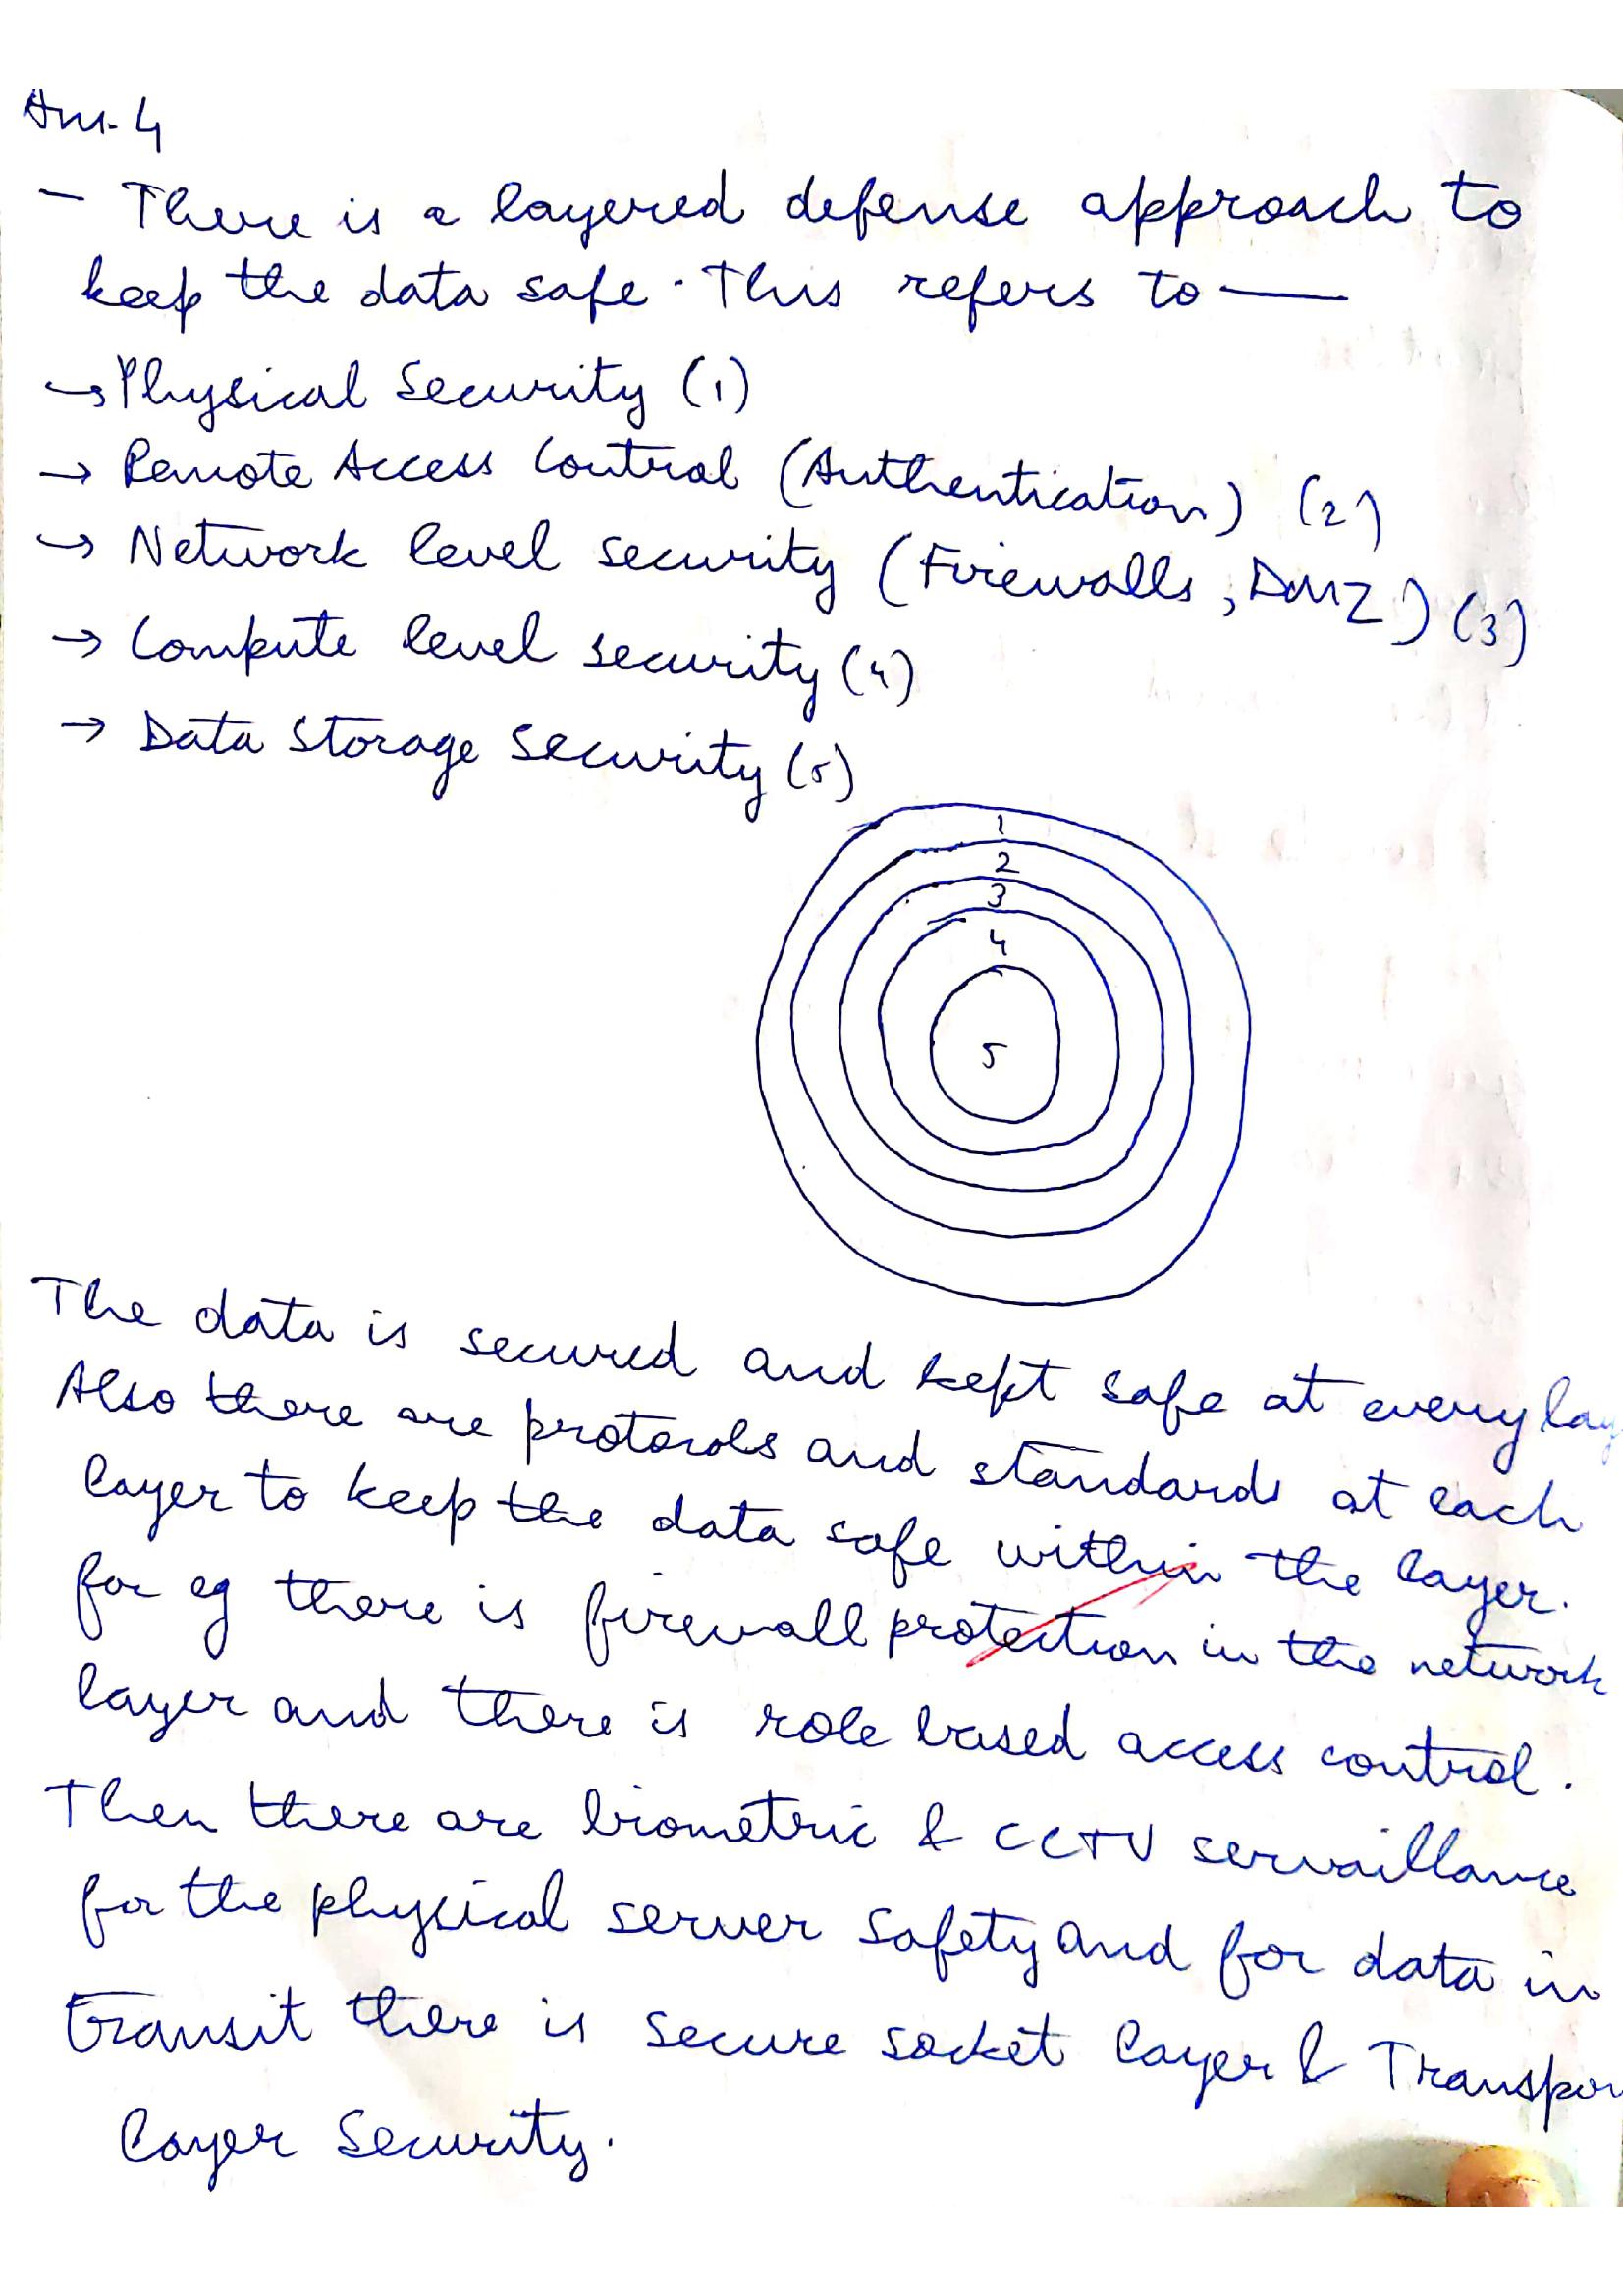 Ans. 4
- There is a layered defense approach to
keep the data safe. This refers to —
→ Physical Security (1)
→ Remote Access Control (Authentication) (2)
→ Network level security (Firewalls, DMZ) (3)
→ Compute level security (4)
→ Data Storage Security (5)
1
2
3
4
5
The data is secured and kept safe at every lay
Also there are protocols and standards at each
layer to keep the data safe within the layer.
for eg there is firewall protection in the network
layer and there is role based access control.
Then there are biometric & CCTV servaillance
for the physical server safety and for data in
transit there is secure socket layer & Transpor
layer Security.